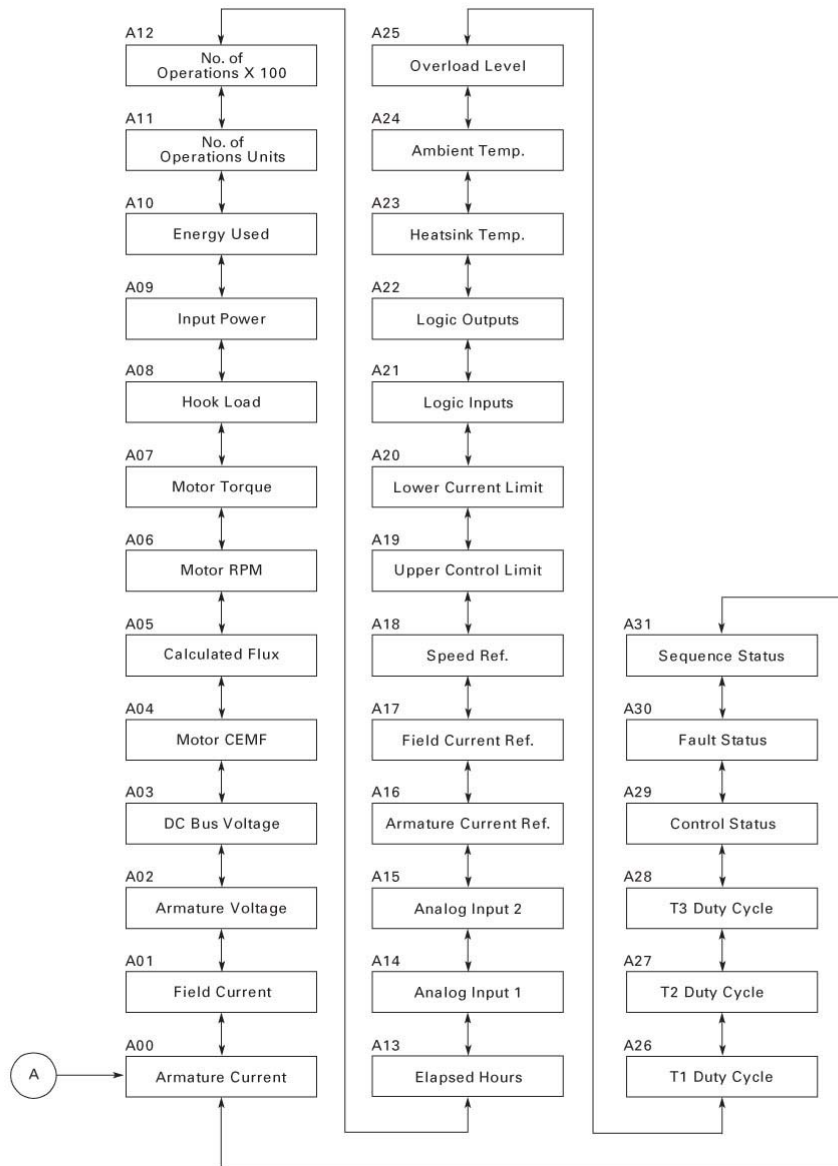 A12
No. of
Operations X 100
A11
No. of
Operations Units
A10
Energy Used
A09
Input Power
A08
Hook Load
A07
Motor Torque
A06
Motor RPM
A05
Calculated Flux
A04
Motor CEMF
A03
DC Bus Voltage
A02
Armature Voltage
A01
Field Current
A00
A
Armature Current
A25
Overload Level
A24
Ambient Temp.
A23
Heatsink Temp.
A22
Logic Outputs
A21
Logic Inputs
A20
Lower Current Limit
A19
Upper Control Limit
A18
Speed Ref.
A17
Field Current Ref.
A16
Armature Current Ref.
A15
Analog Input 2
A14
Analog Input 1
A13
Elapsed Hours
A31
Sequence Status
A30
Fault Status
A29
Control Status
A28
T3 Duty Cycle
A27
T2 Duty Cycle
A26
T1 Duty Cycle